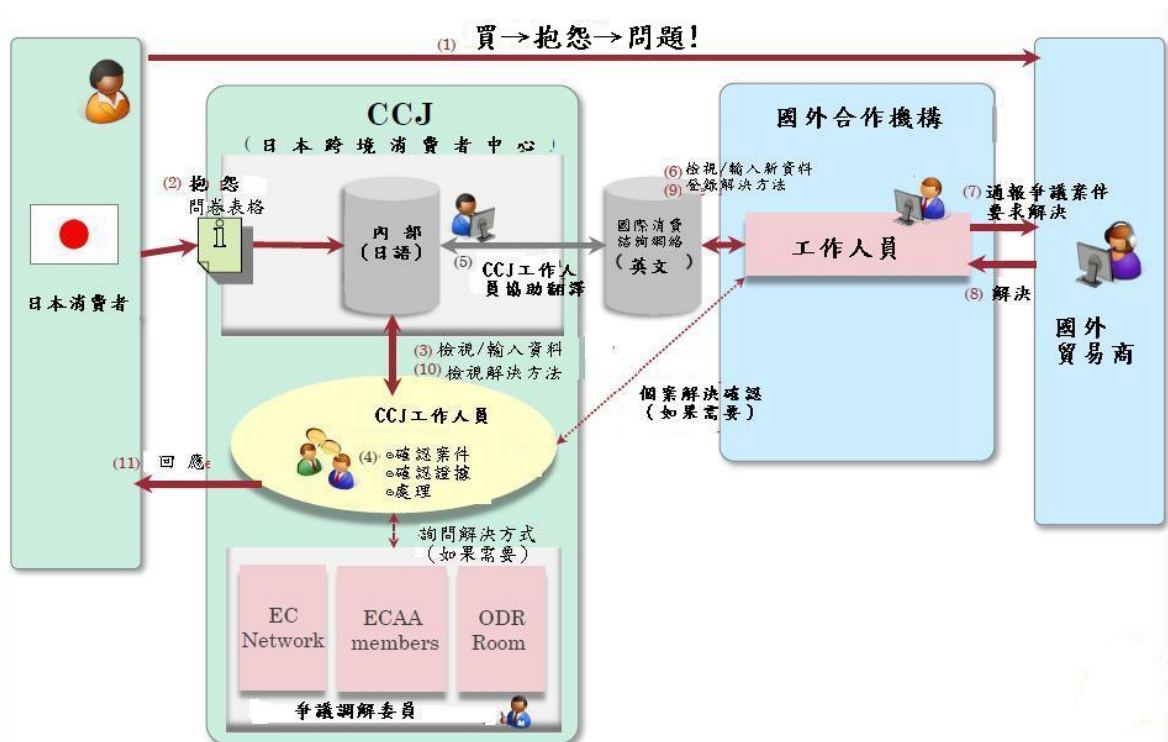 (1) 買→抱怨→問題!
CCJ
(日本跨境消費者中心)
國外合作機構
(2) 抱怨
問卷表格
i
內部
(日語)
(5) CCJ工作人
員協助翻譯
國際消費
諮詢網絡
(英文)
(6) 檢視/輸入新資料
(9) 登錄解決方法
工作人員
(7) 通報爭議案件
要求解決
(8) 解決
日本消費者
國外
貿易商
(3) 檢視/輸入資料
(10) 檢視解決方法
CCJ工作人員
(4) ◎確認案件
◎確認證據
◎處理
個案解決確認
(如果需要)
(11) 回應
詢問解決方式
(如果需要)
EC
Network
ECAA
members
ODR
Room
爭議調解委員